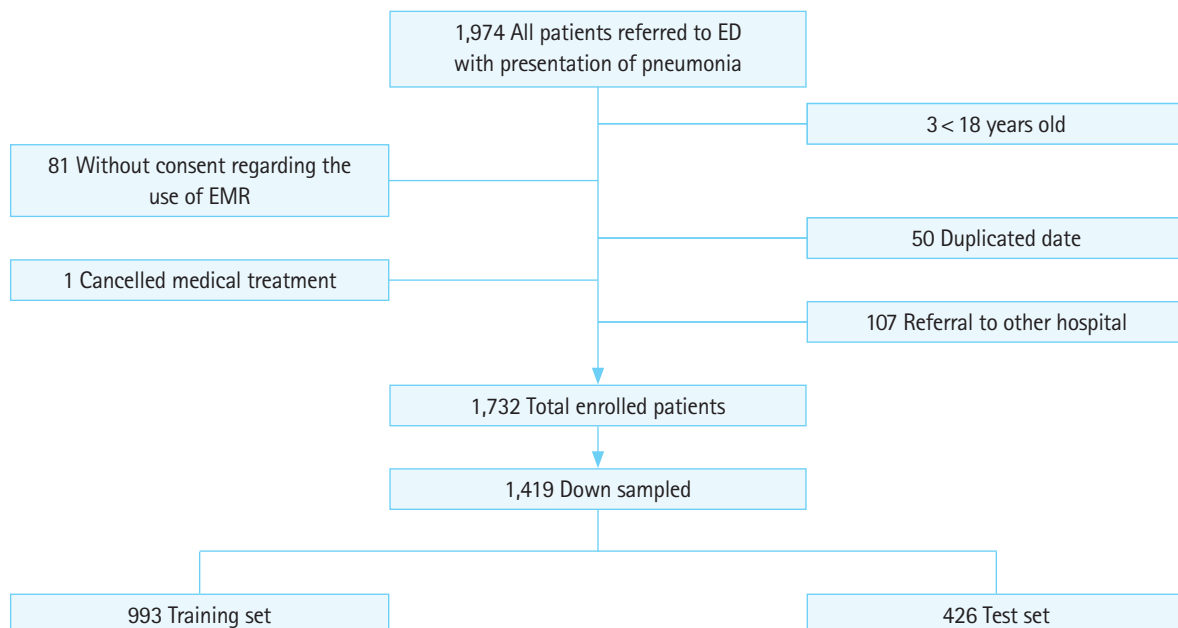 1,974 All patients referred to ED
with presentation of pneumonia
3 < 18 years old
81 Without consent regarding the
use of EMR
50 Duplicated date
1 Cancelled medical treatment
107 Referral to other hospital
1,732 Total enrolled patients
1,419 Down sampled
993 Training set
426 Test set